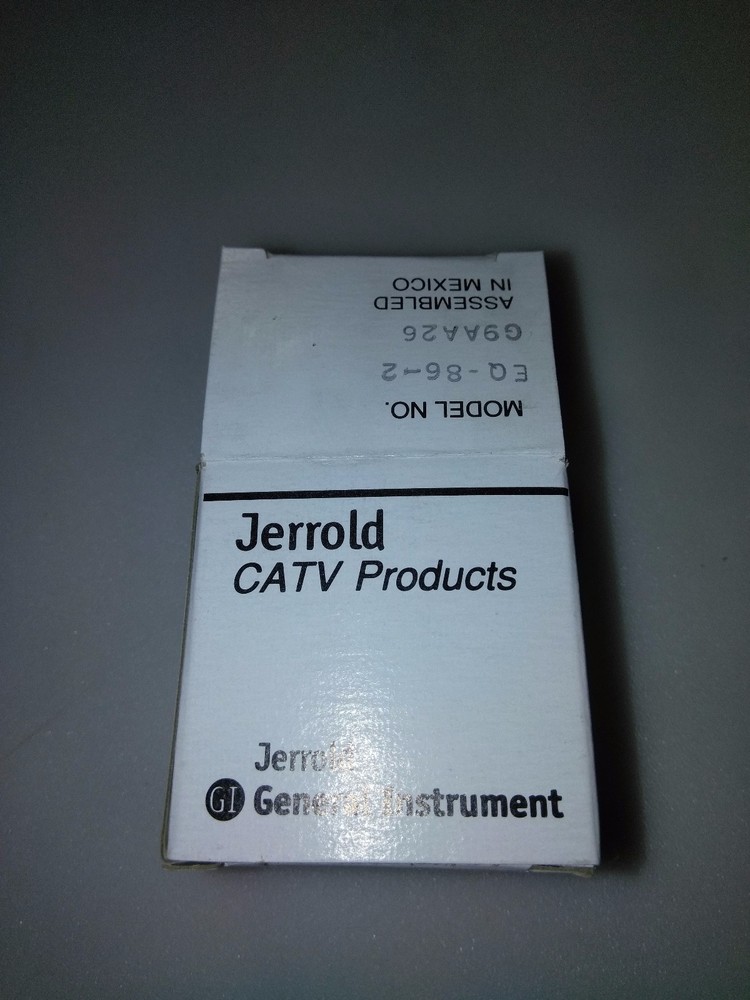 MODEL NO.
EQ-86-2
G9AA26
ASSEMBLED
IN MEXICO
Jerrold
CATV Products
Jerrold
GI General Instrument